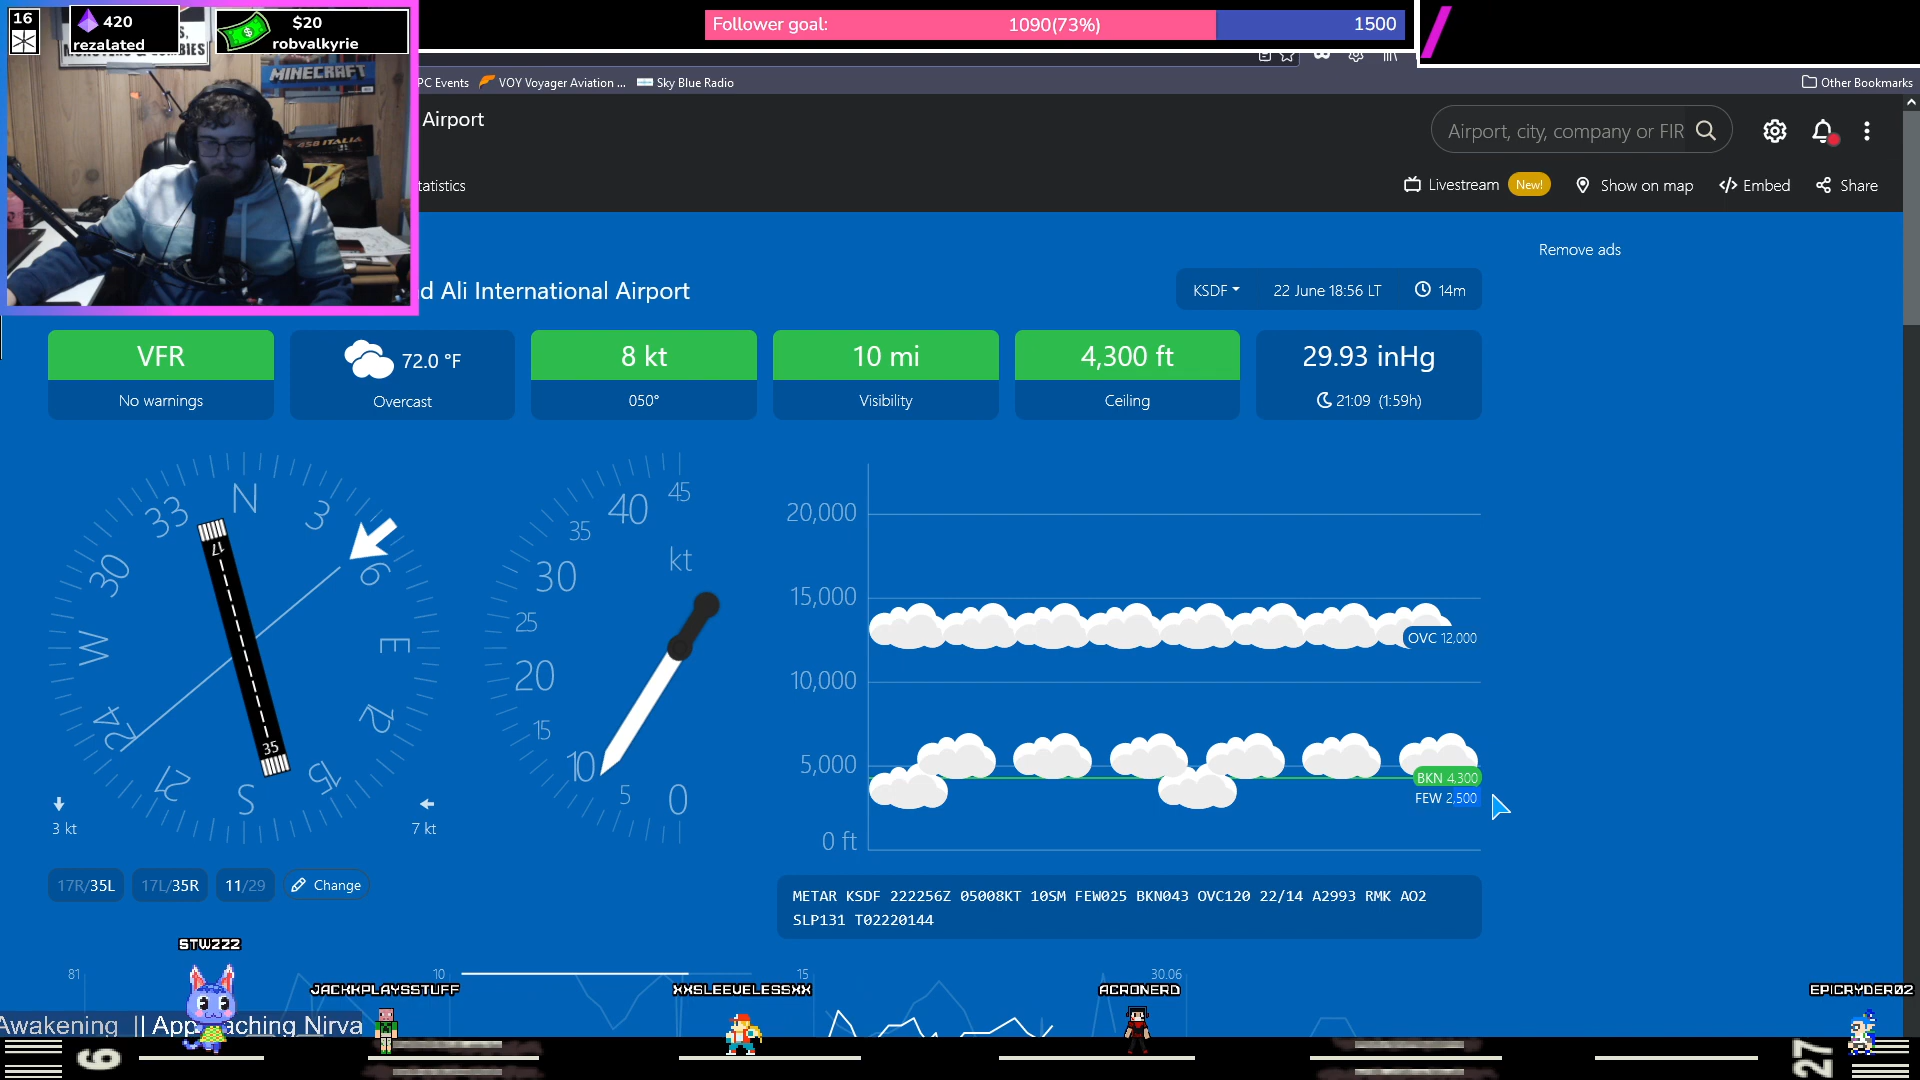 16
420
rezalated
$20
robvalkyrie
Follower goal:
1090(73%)
1500
MINECRAFT
458 ITALIA
PC Events
VOY Voyager Aviation ...
Sky Blue Radio
Other Bookmarks
Airport
Airport, city, company or FIR
tatistics
Livestream
New!
Show on map
Embed
Share
Remove ads
d Ali International Airport
KSDF
22 June 18:56 LT
14m
VFR
No warnings
72.0 °F
Overcast
8 kt
050°
10 mi
Visibility
4,300 ft
Ceiling
29.93 inHg
21:09 (1:59h)
N
3
6
E
12
15
S
21
24
W
30
33
17
35
3 kt
7 kt
45
40
35
kt
30
25
20
15
10
5
0
20,000
15,000
OVC 12,000
10,000
5,000
BKN 4,300
FEW 2,500
0 ft
17R/35L
17L/35R
11/29
Change
METAR KSDF 222256Z 05008KT 10SM FEW025 BKN043 OVC120 22/14 A2993 RMK AO2
SLP131 T02220144
STW222
81
10
15
30.06
JACKKPLAYSSTUFF
XXSLEEVELESSXX
ACRONERD
EPICRYDER02
Awakening || App aching Nirva
9
27